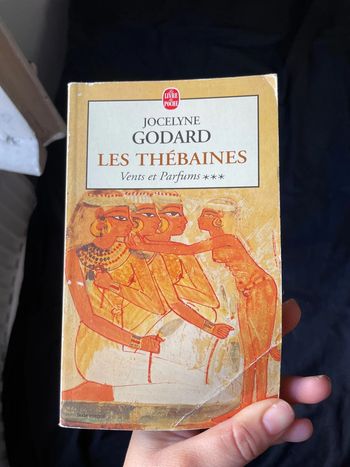 LE LIVRE
DE
POCHE
JOCELYNE
GODARD
LES THÉBAINES
Vents et Parfums ***